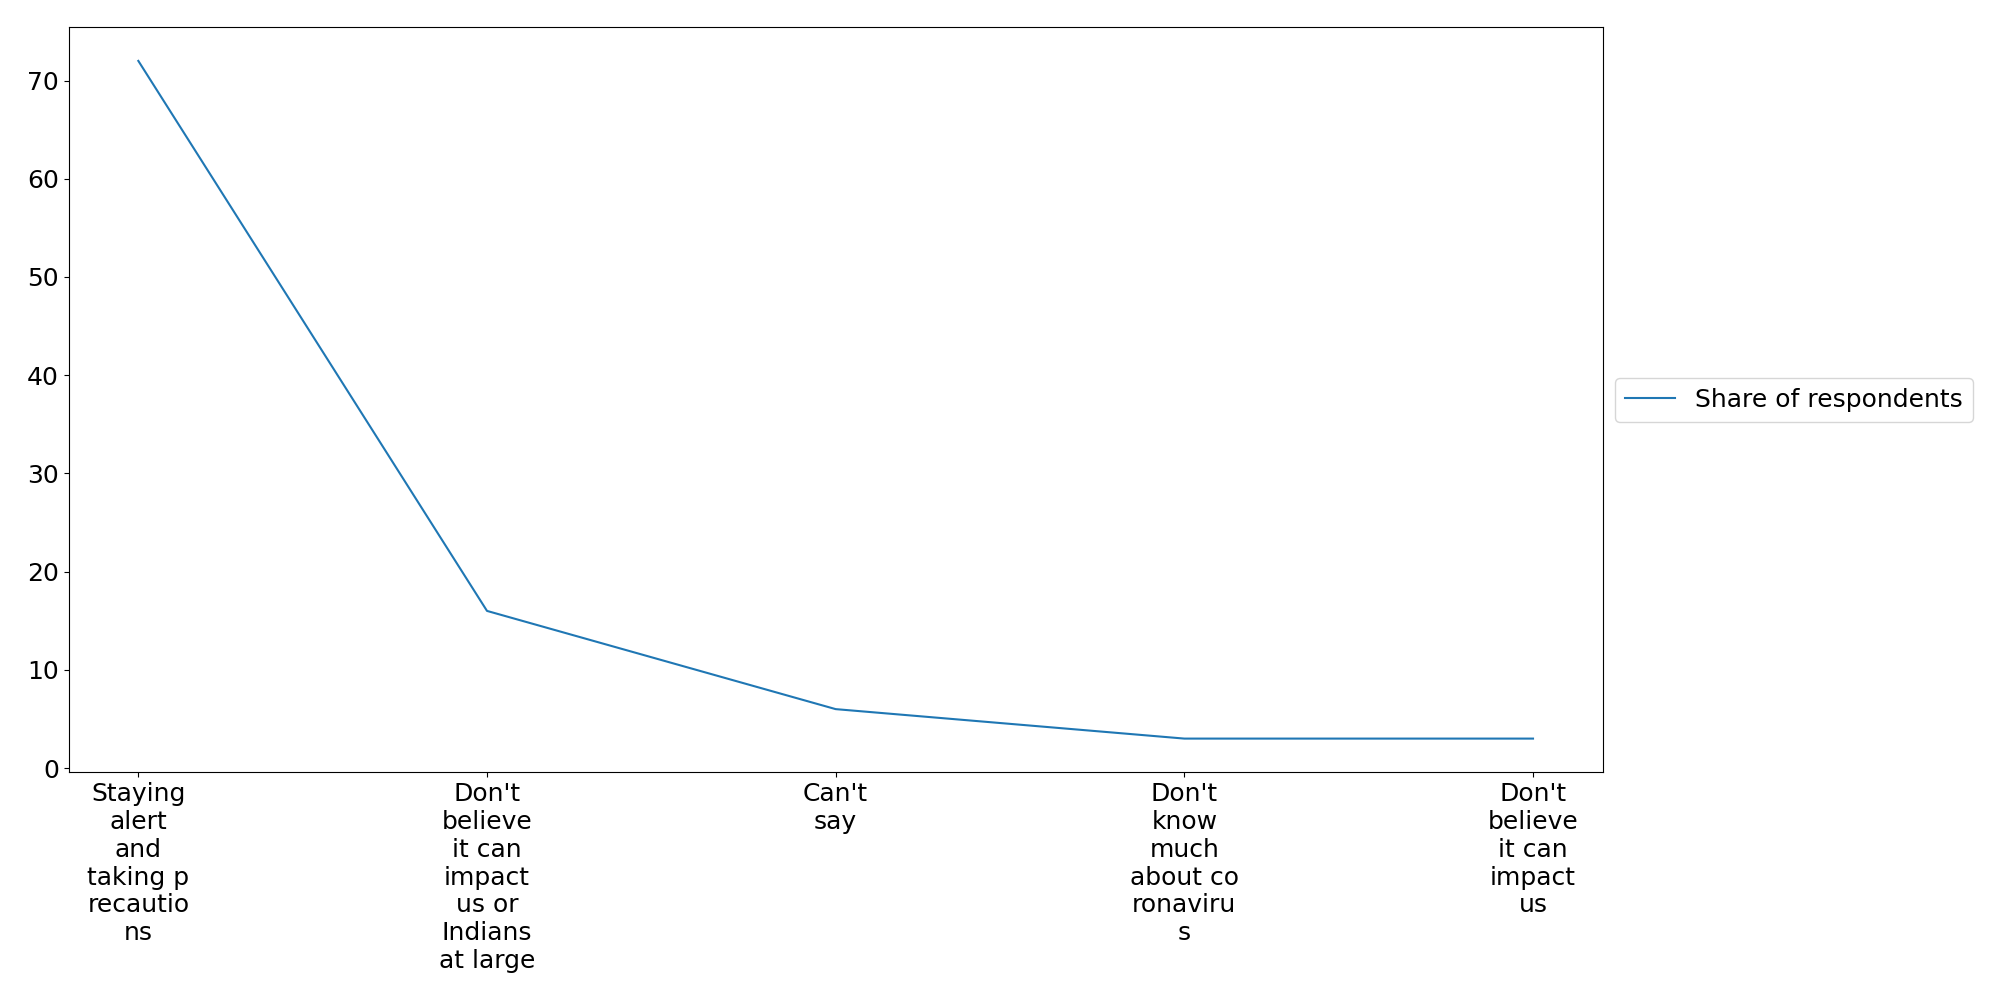 70
60
50
40
30
20
10
0
Staying
alert
and
taking p
recautio
ns
Don't
believe
it can
impact
us or
Indians
at large
Can't
say
Don't
know
much
about co
ronaviru
s
Don't
believe
it can
impact
us
Share of respondents